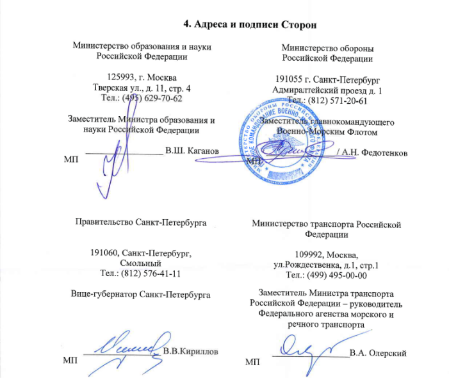 4. Адреса и подписи Сторон
Министерство образования и науки
Российской Федерации
125993, г. Москва
Тверская ул., д. 11, стр. 4
Тел.: (495) 629-70-62
Заместитель Министра образования и
науки Российской Федерации
В.Ш. Каганов
МП
Министерство обороны
Российской Федерации
191055 г. Санкт-Петербург
Адмиралтейский проезд д. 1
Тел.: (812) 571-20-61
Заместитель главнокомандующего
Военно-Морским Флотом
/ А.Н. Федотенков
МП
Правительство Санкт-Петербурга
191060, Санкт-Петербург,
Смольный
Тел.: (812) 576-41-11
Вице-губернатор Санкт-Петербурга
В.В.Кириллов
МП
Министерство транспорта Российской
Федерации
109992, Москва,
ул.Рождественка, д.1, стр.1
Тел.: (499) 495-00-00
Заместитель Министра транспорта
Российской Федерации – руководитель
Федерального агенства морского и
речного транспорта
В.А. Олерский
МП